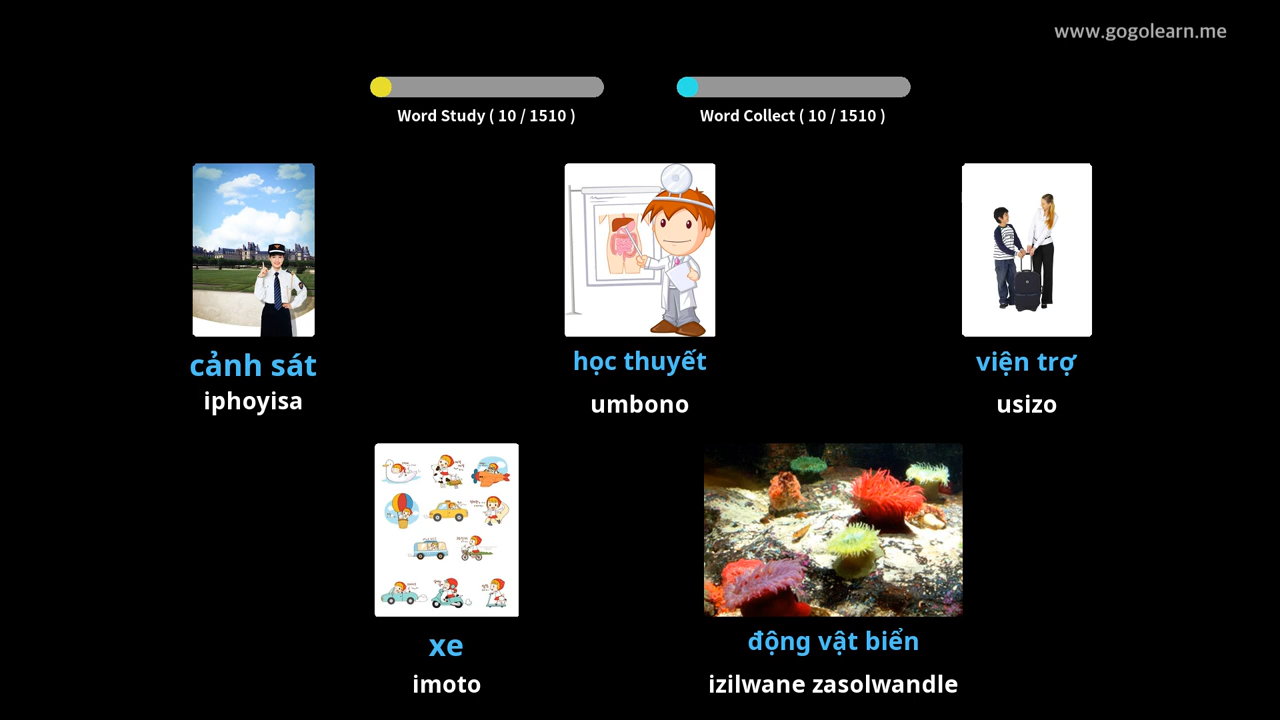 www.gogolearn.me
Word Study ( 10 / 1510 )
Word Collect ( 10 / 1510 )
cảnh sát
iphoyisa
học thuyết
umbono
viện trợ
usizo
xe
imoto
động vật biển
izilwane zasolwandle